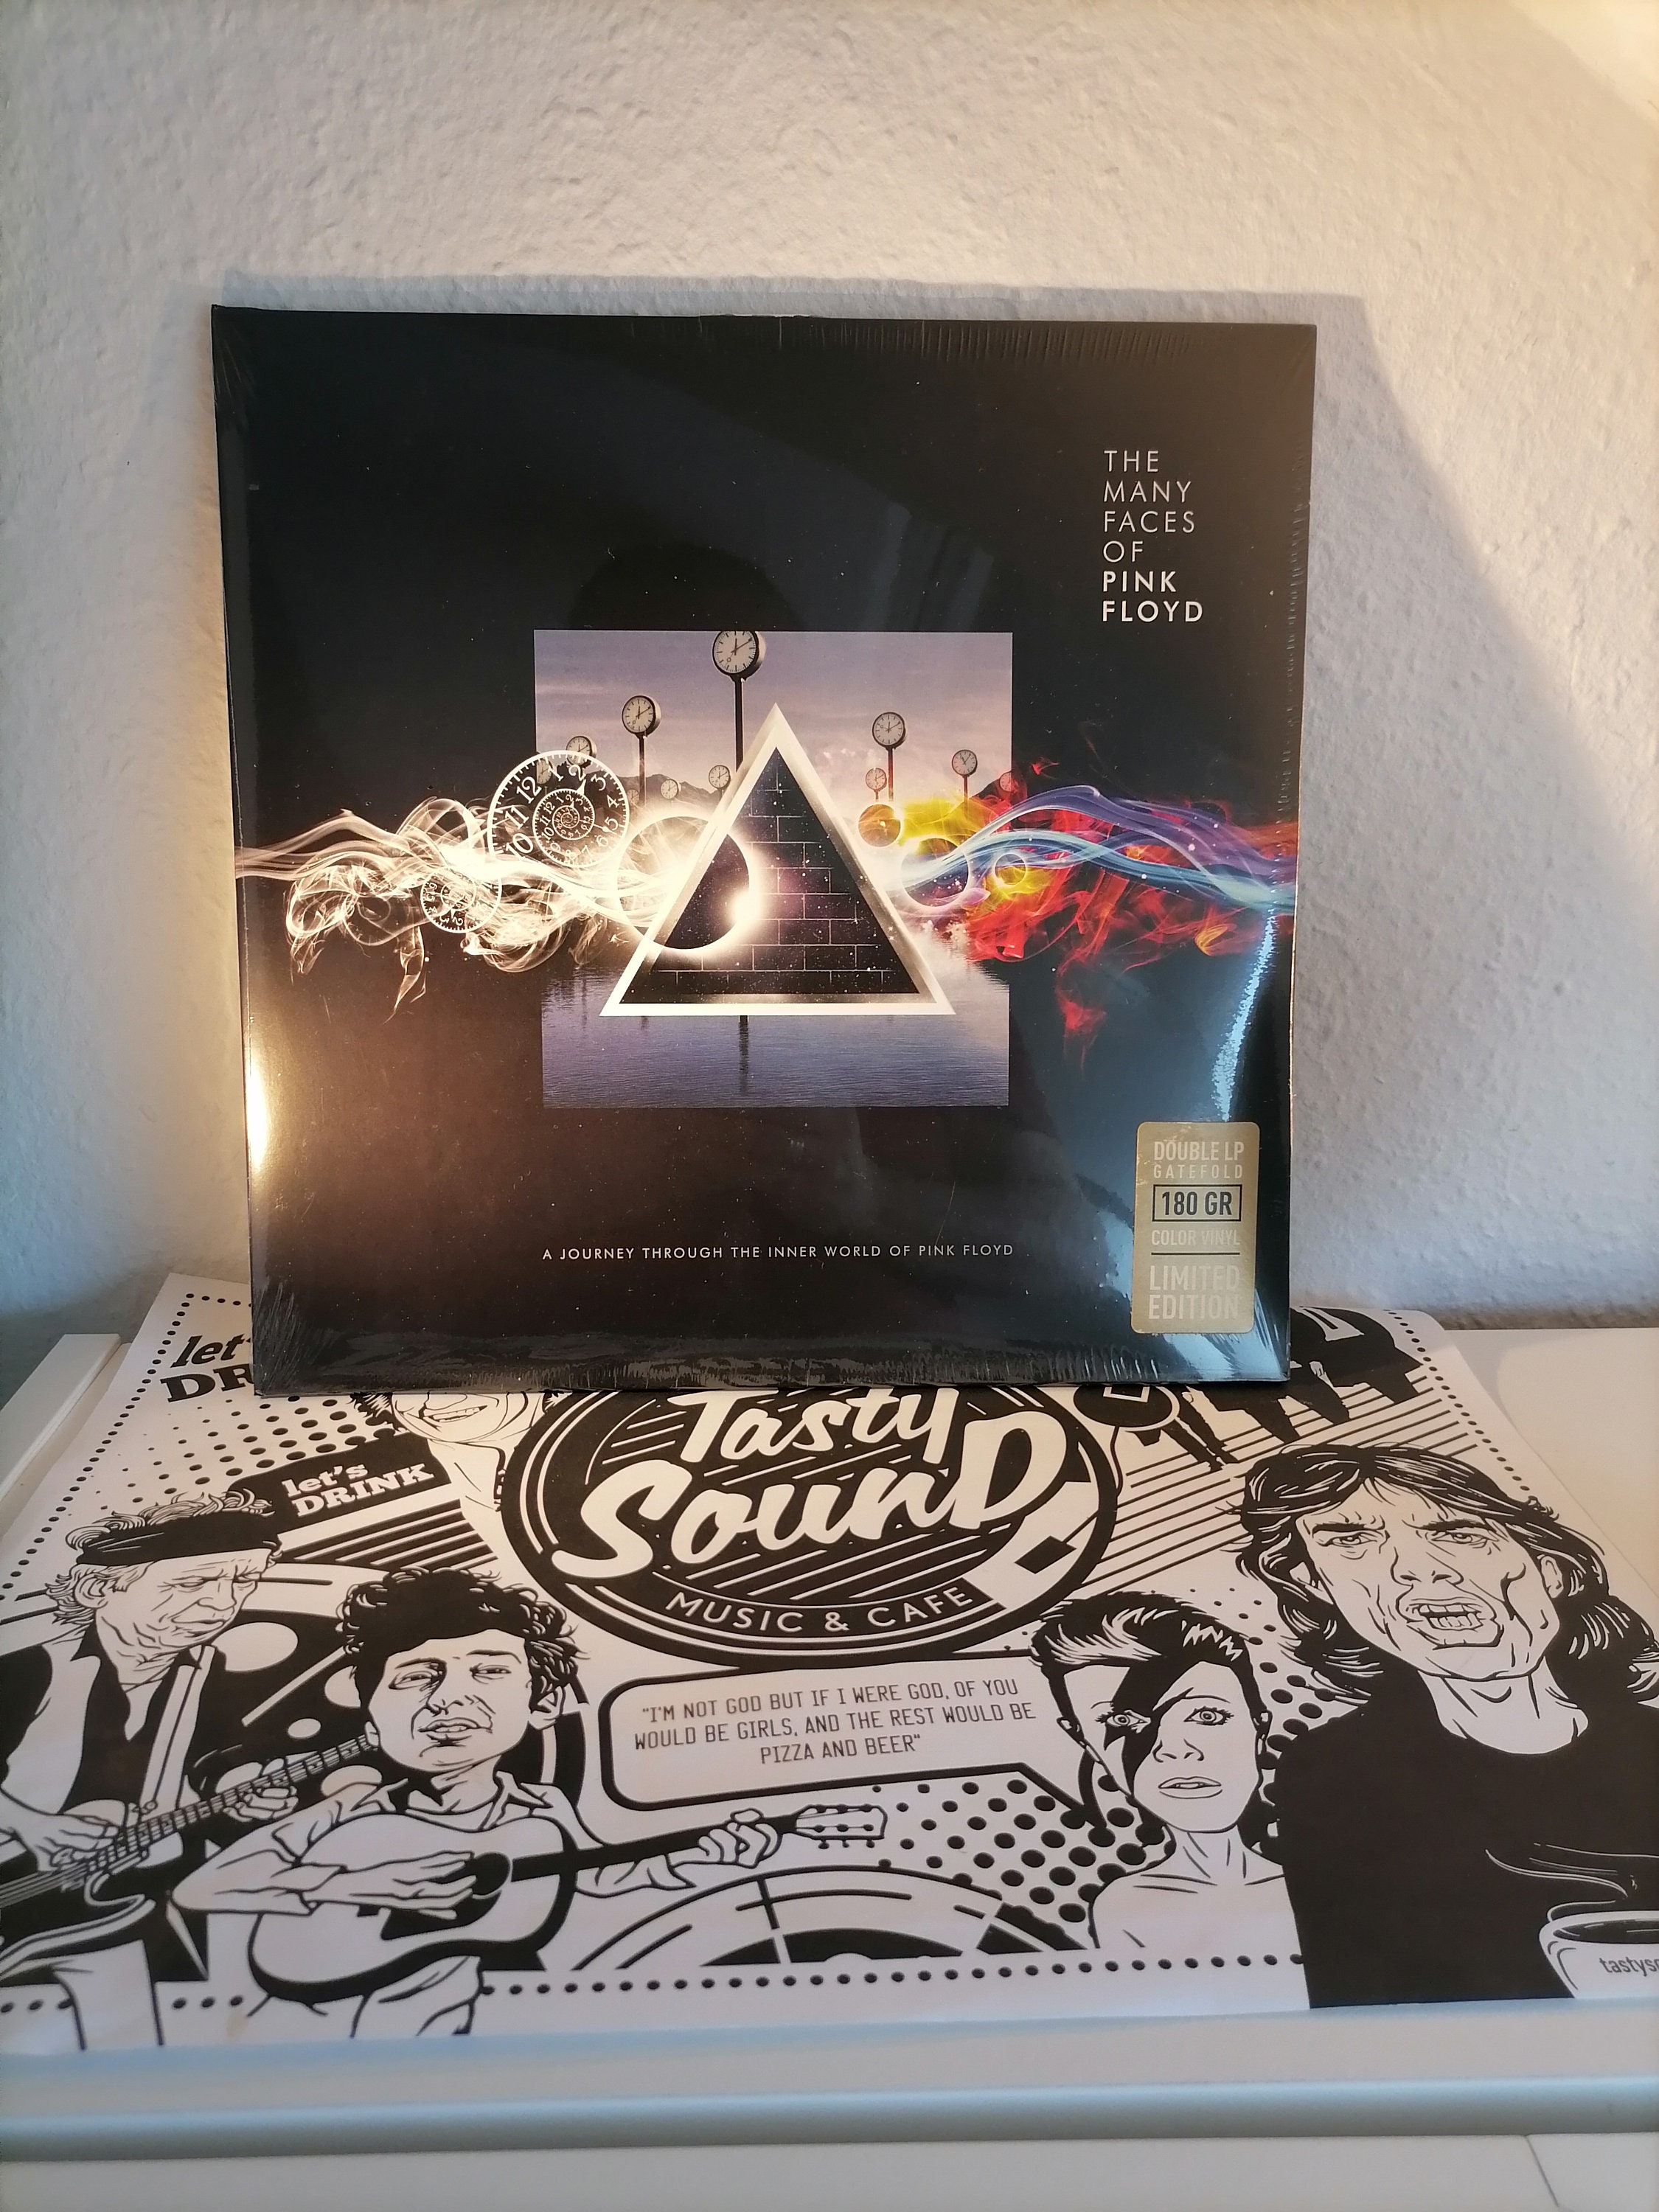 THE
MANY
FACES
OF
PINK
FLOYD
A JOURNEY THROUGH THE INNER WORLD OF PINK FLOYD
DOUBLE LP
GATEFOLD
180 GR
COLOR VINYL
LIMITED
EDITION
let's
DRINK
Tasty
SounD
MUSIC & CAFE
"I'M NOT GOD BUT IF I WERE GOD, OF YOU
WOULD BE GIRLS, AND THE REST WOULD BE
PIZZA AND BEER"